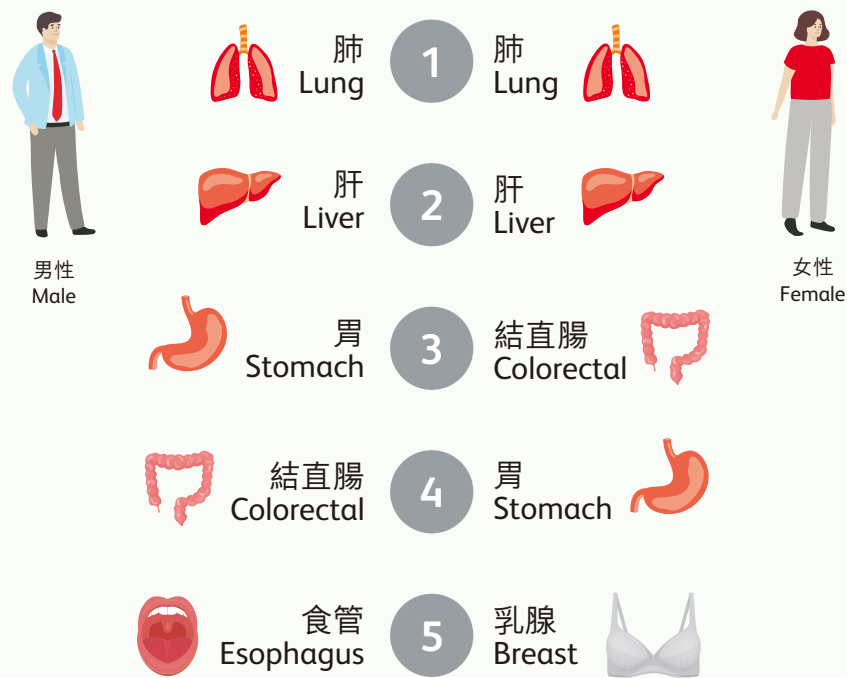 肺
Lung
1
肺
Lung
肝
Liver
2
肝
Liver
男性
Male
女性
Female
胃
Stomach
3
結直腸
Colorectal
結直腸
Colorectal
4
胃
Stomach
食管
Esophagus
5
乳腺
Breast